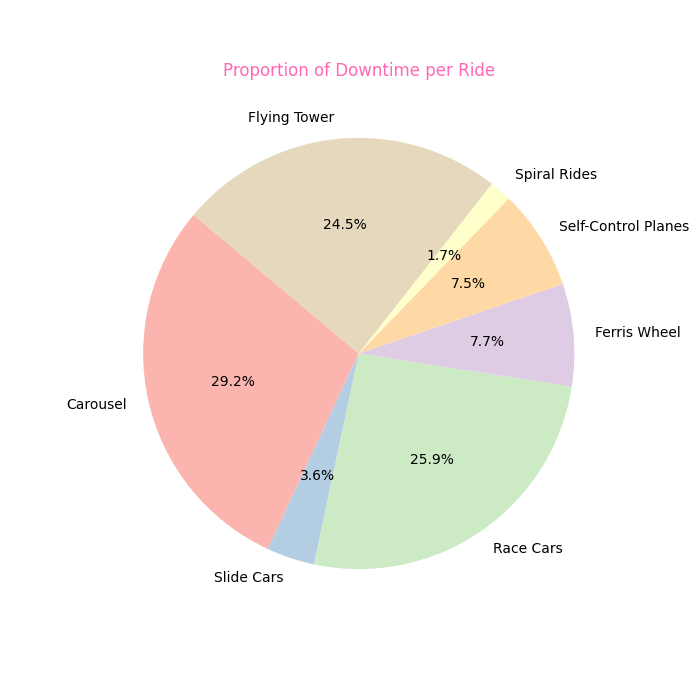 Proportion of Downtime per Ride
Flying Tower
Spiral Rides
Self-Control Planes
Ferris Wheel
Race Cars
Slide Cars
Carousel
24.5%
1.7%
7.5%
7.7%
25.9%
3.6%
29.2%